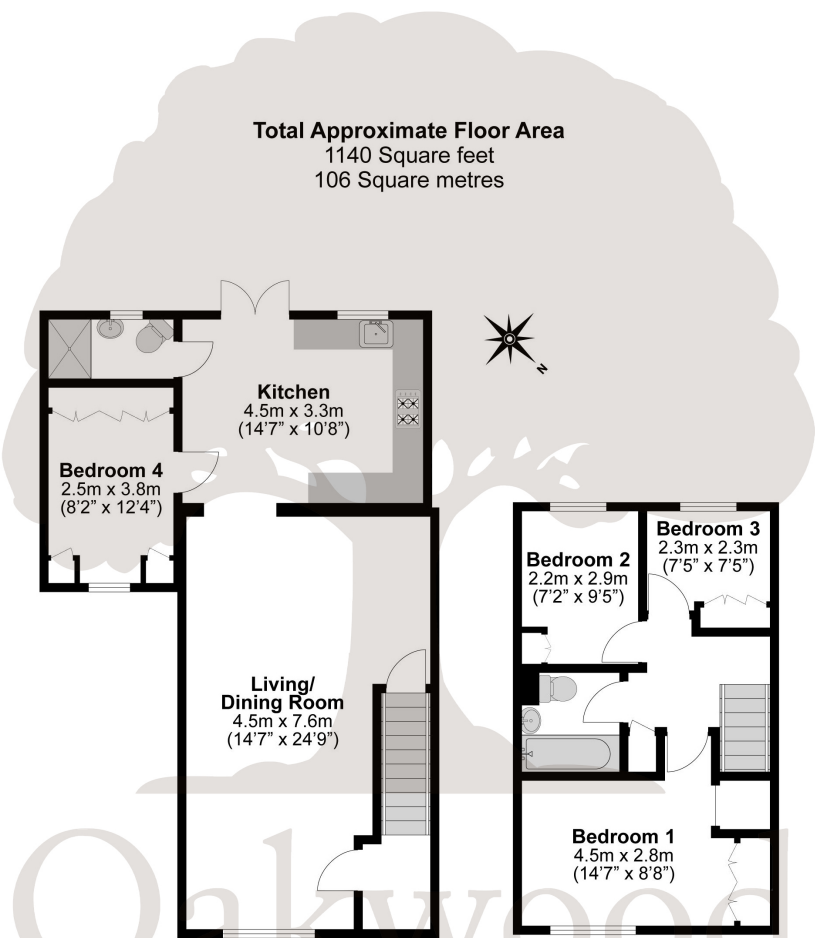 Total Approximate Floor Area
1140 Square feet
106 Square metres
Kitchen
4.5m x 3.3m
(14'7" x 10'8")
Bedroom 4
2.5m x 3.8m
(8'2” x 12'4”)
N
Living/
Dining Room
4.5m x 7.6m
(14'7” x 24'9”)
Bedroom 2
2.2m x 2.9m
(7'2” x 9'5”)
Bedroom 3
2.3m x 2.3m
(7'5” x 7'5”)
Bedroom 1
4.5m x 2.8m
(14'7” x 8'8”)
Oakwood